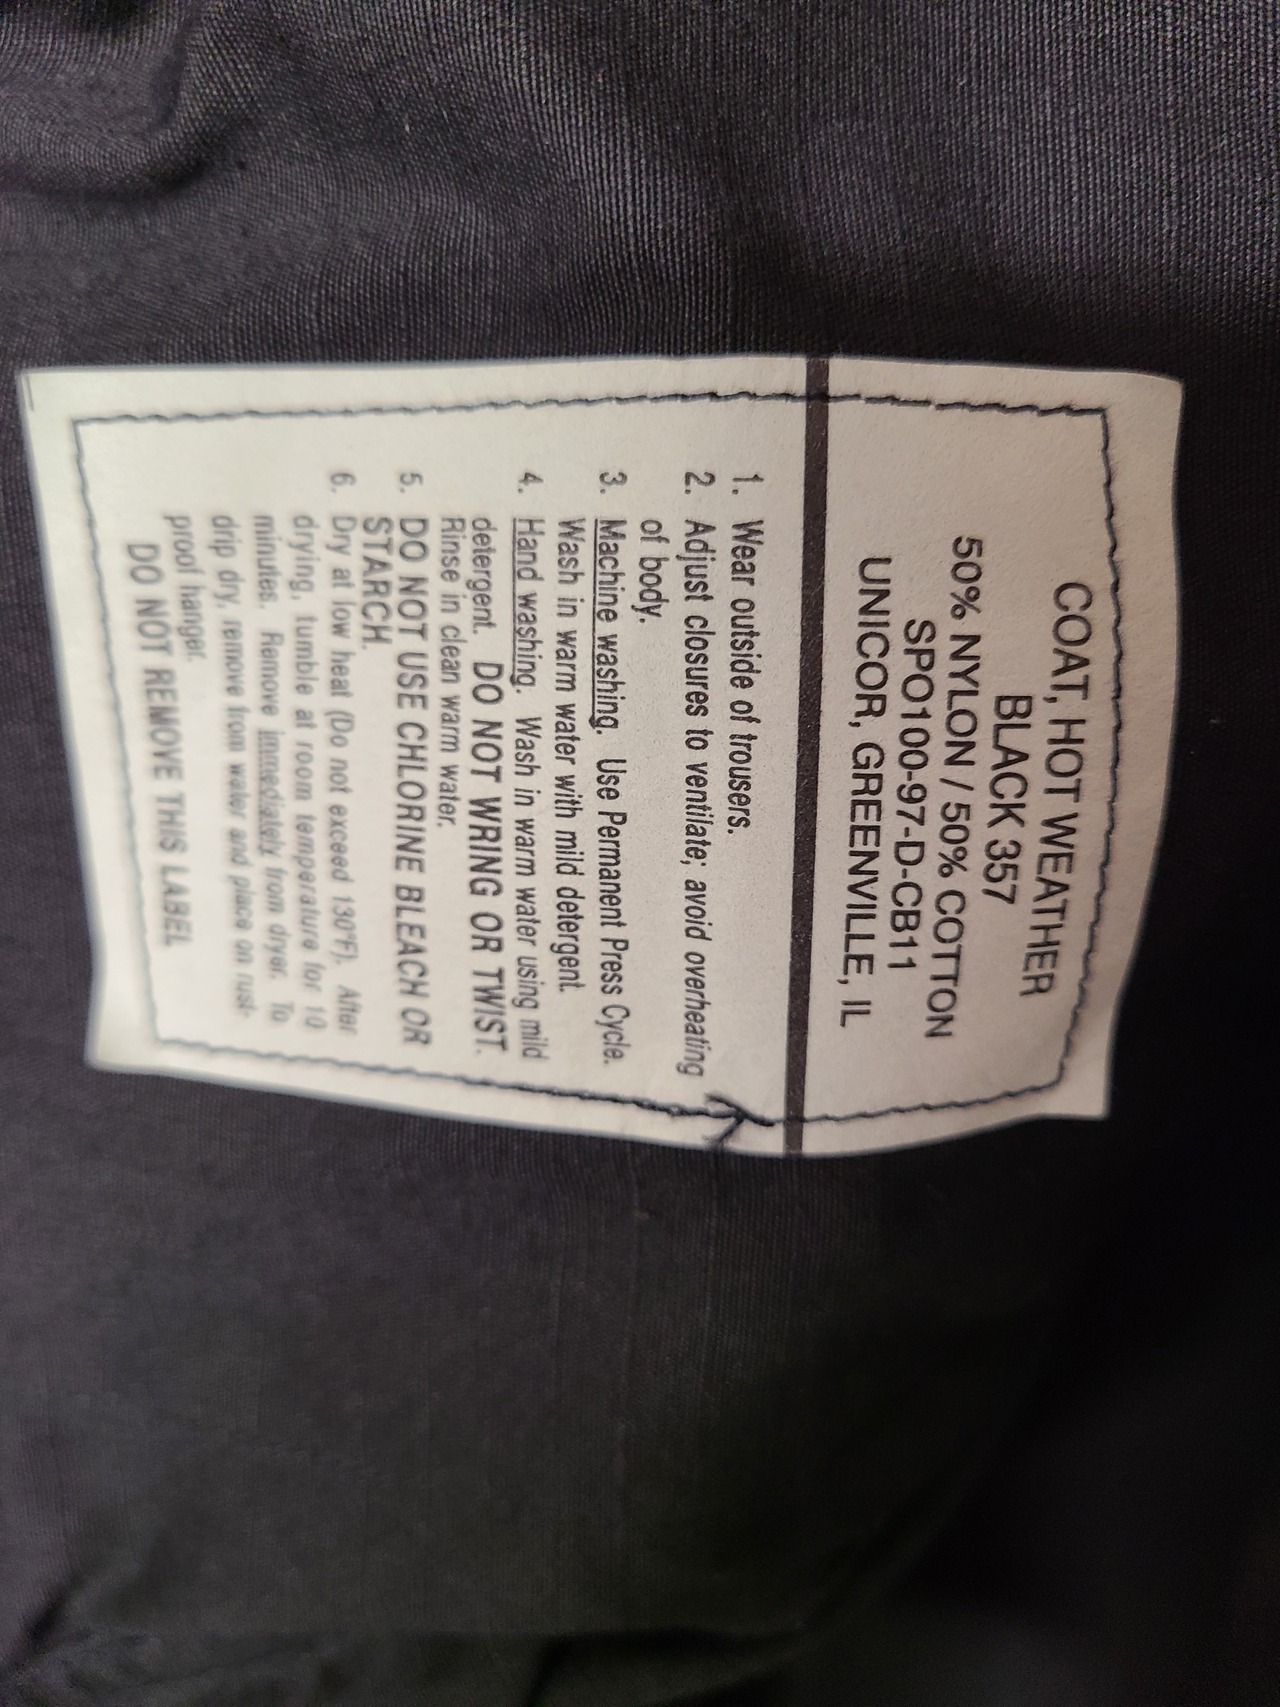 COAT, HOT WEATHER
BLACK 357
50% NYLON / 50% COTTON
SPO100-97-D-CB11
UNICOR, GREENVILLE, IL
1. Wear outside of trousers.
2. Adjust closures to ventilate; avoid overheating
of body.
3. Machine washing. Use Permanent Press Cycle.
Wash in warm water with mild detergent.
4. Hand washing. Wash in warm water using mild
detergent. DO NOT WRING OR TWIST.
Rinse in clean warm water.
5. DO NOT USE CHLORINE BLEACH OR
STARCH.
6. Dry at low heat (Do not exceed 130°F). After
drying, tumble at room temperature for 10
minutes. Remove immediately from dryer. To
drip dry, remove from water and place on rust-
proof hanger.
DO NOT REMOVE THIS LABEL